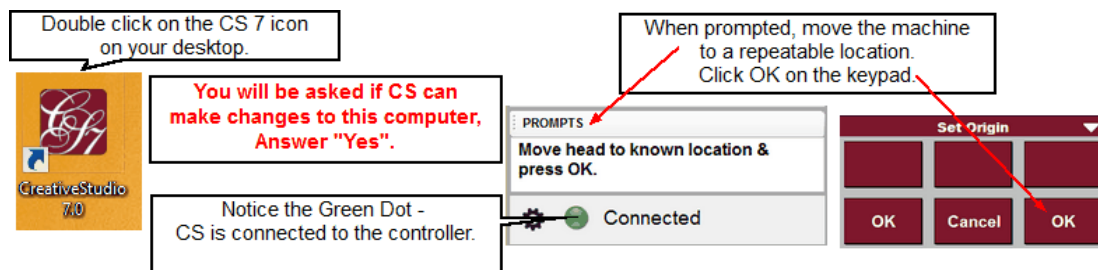 Double click on the CS 7 icon
on your desktop.
CS7
CreativeStudio
7.0
You will be asked if CS can
make changes to this computer,
Answer "Yes".
Notice the Green Dot -
CS is connected to the controller.
When prompted, move the machine
to a repeatable location.
Click OK on the keypad.
PROMPTS
Move head to known location &
press OK.
Connected
Set Origin
OK Cancel OK